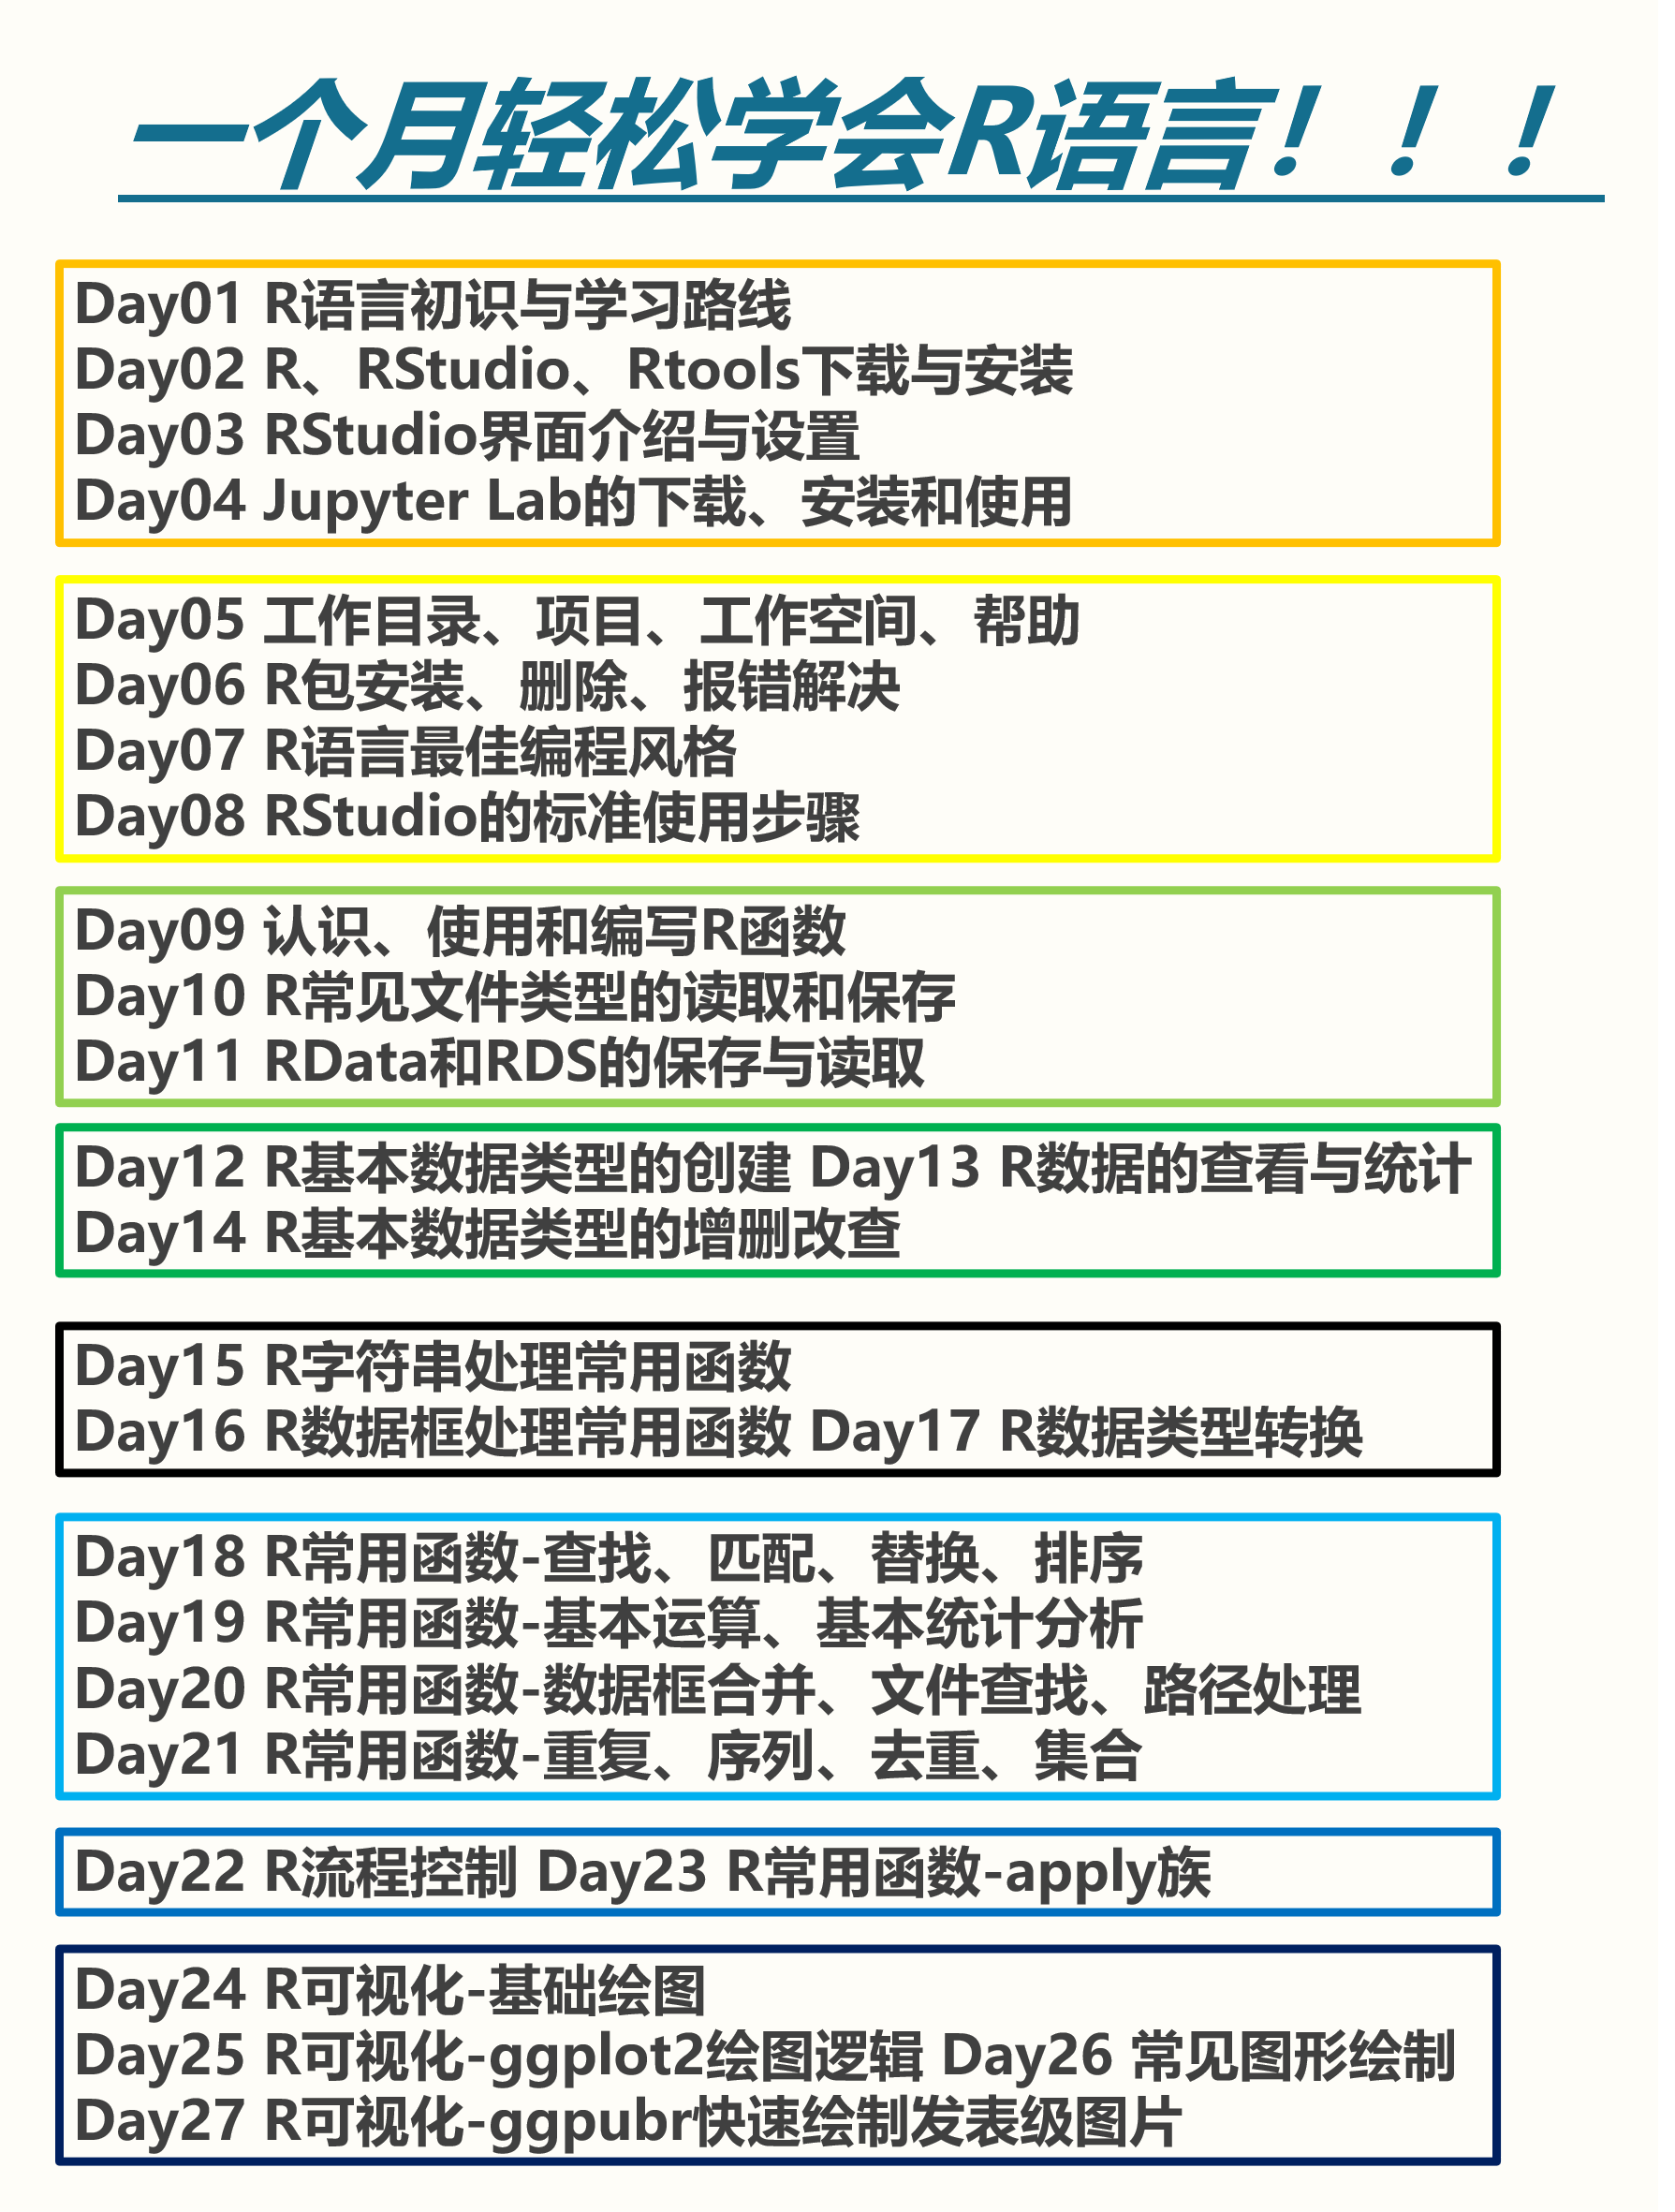 一个月轻松学会R语言！！！
Day01 R语言初识与学习路线
Day02 R、RStudio、Rtools下载与安装
Day03 RStudio界面介绍与设置
Day04 Jupyter Lab的下载、安装和使用
Day05 工作目录、项目、工作空间、帮助
Day06 R包安装、删除、报错解决
Day07 R语言最佳编程风格
Day08 RStudio的标准使用步骤
Day09 认识、使用和编写R函数
Day10 R常见文件类型的读取和保存
Day11 RData和RDS的保存与读取
Day12 R基本数据类型的创建 Day13 R数据的查看与统计
Day14 R基本数据类型的增删改查
Day15 R字符串处理常用函数
Day16 R数据框处理常用函数 Day17 R数据类型转换
Day18 R常用函数-查找、匹配、替换、排序
Day19 R常用函数-基本运算、基本统计分析
Day20 R常用函数-数据框合并、文件查找、路径处理
Day21 R常用函数-重复、序列、去重、集合
Day22 R流程控制 Day23 R常用函数-apply族
Day24 R可视化-基础绘图
Day25 R可视化-ggplot2绘图逻辑 Day26 常见图形绘制
Day27 R可视化-ggpubr快速绘制发表级图片